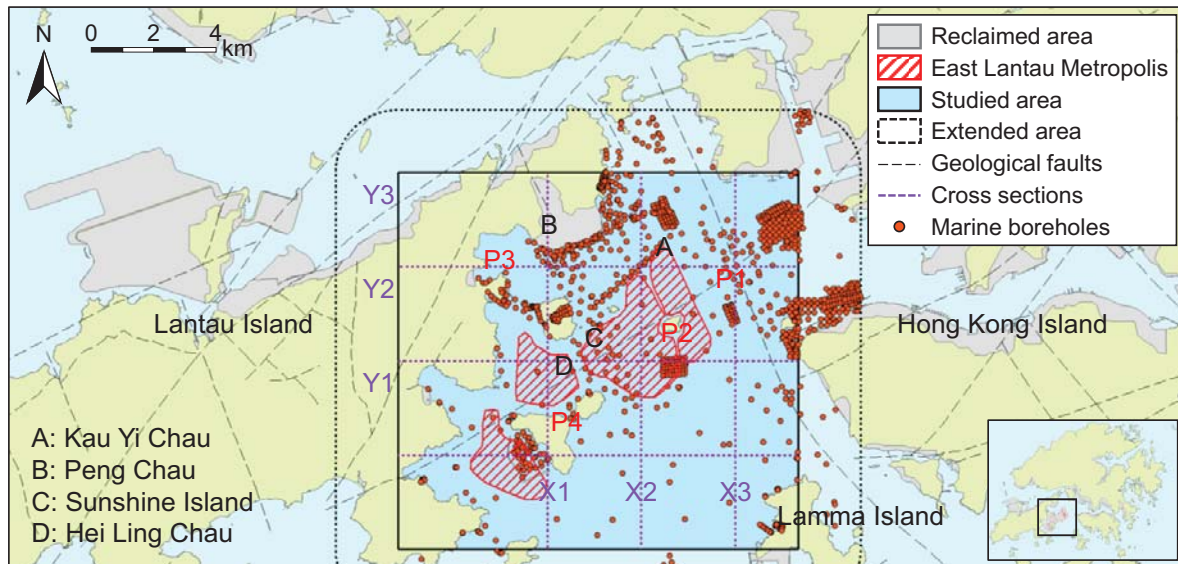 N
0 2 4
km
Reclaimed area
East Lantau Metropolis
Studied area
Extended area
Geological faults
Cross sections
Marine boreholes
Y3
B
A
P3
P1
Y2
Lantau Island
Hong Kong Island
P2
C
D
Y1
P4
A: Kau Yi Chau
B: Peng Chau
C: Sunshine Island
D: Hei Ling Chau
X1 X2 X3
Lamma Island